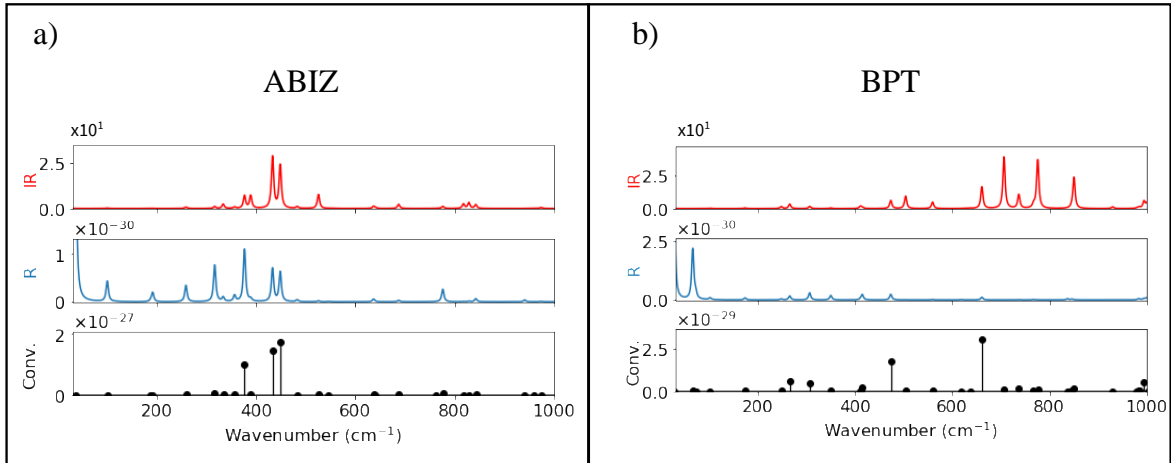 a)
ABIZ
x10¹
2.5
0.0
IR
×10⁻³⁰
1
0
R
×10⁻²⁷
2
0
Conv.
200 400 600 800 1000
Wavenumber (cm⁻¹)
b)
BPT
x10¹
2.5
0.0
IR
×10⁻³⁰
2.5
0.0
R
×10⁻²⁹
2.5
0.0
Conv.
200 400 600 800 1000
Wavenumber (cm⁻¹)